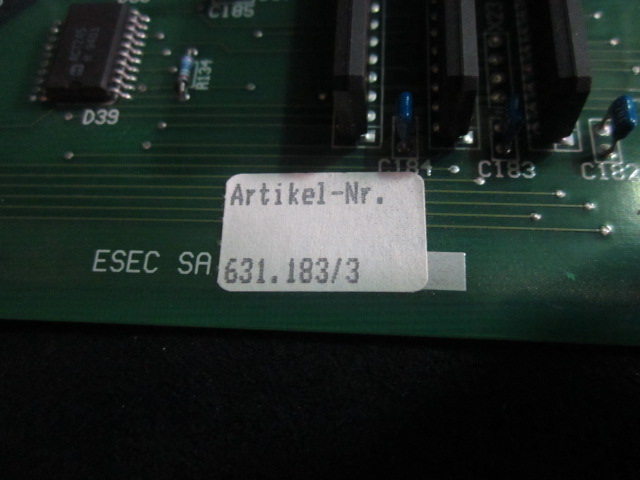 C185
R134
D39
C184
C183
Artikel-Nr.
ESEC SA
631.183/3